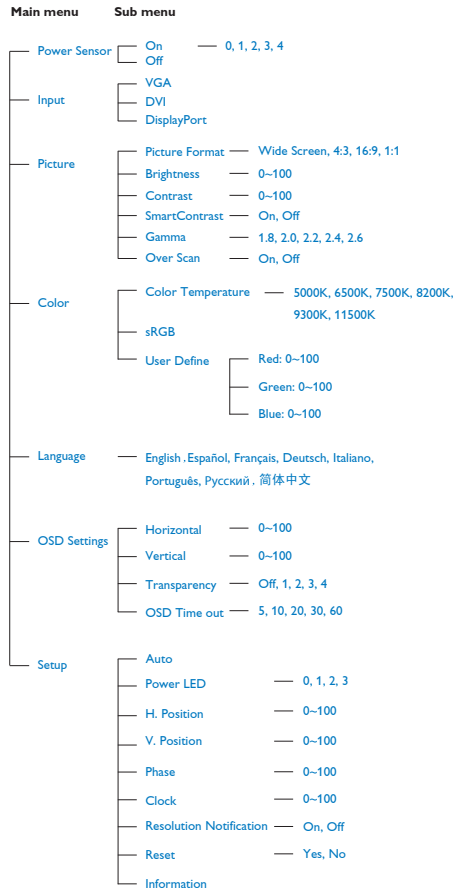 Main menu Sub menu
Power Sensor On 0, 1, 2, 3, 4
Off
Input VGA
DVI
DisplayPort
Picture Picture Format Wide Screen, 4:3, 16:9, 1:1
Brightness 0~100
Contrast 0~100
SmartContrast On, Off
Gamma 1.8, 2.0, 2.2, 2.4, 2.6
Over Scan On, Off
Color Color Temperature 5000K, 6500K, 7500K, 8200K,
9300K, 11500K
sRGB
User Define Red: 0~100
Green: 0~100
Blue: 0~100
Language English , Español, Français, Deutsch, Italiano,
Português, Русский , 简体中文
OSD Settings Horizontal 0~100
Vertical 0~100
Transparency Off, 1, 2, 3, 4
OSD Time out 5, 10, 20, 30, 60
Setup Auto
Power LED 0, 1, 2, 3
H. Position 0~100
V. Position 0~100
Phase 0~100
Clock 0~100
Resolution Notification On, Off
Reset Yes, No
Information